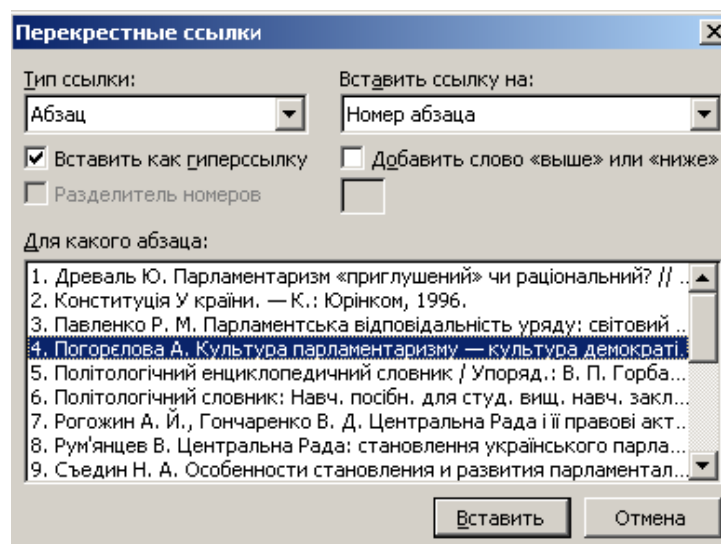 Перекрестные ссылки
Тип ссылки:
Вставить ссылку на:
Абзац
Номер абзаца
Вставить как гиперссылку
Добавить слово «выше» или «ниже»
Разделитель номеров
Для какого абзаца:
1. Древаль Ю. Парламентаризм «приглушений» чи раціональний? // ...
2. Конституція У країни. — К.: Юрінком, 1996.
3. Павленко Р. М. Парламентська відповідальність уряду: світовий ...
4. Погорєлова А. Культура парламентаризму — культура демократі...
5. Політологічний енциклопедичний словник / Упоряд.: В. П. Горба...
6. Політологічний словник: Навч. посібн. для студ. вищ. навч. закл...
7. Рогожин А. Й., Гончаренко В. Д. Центральна Рада і її правові акт...
8. Рум'янцев В. Центральна Рада: становлення українського парла...
9. Съедин Н. А. Особенности становления и развития парламентал...
Вставить
Отмена